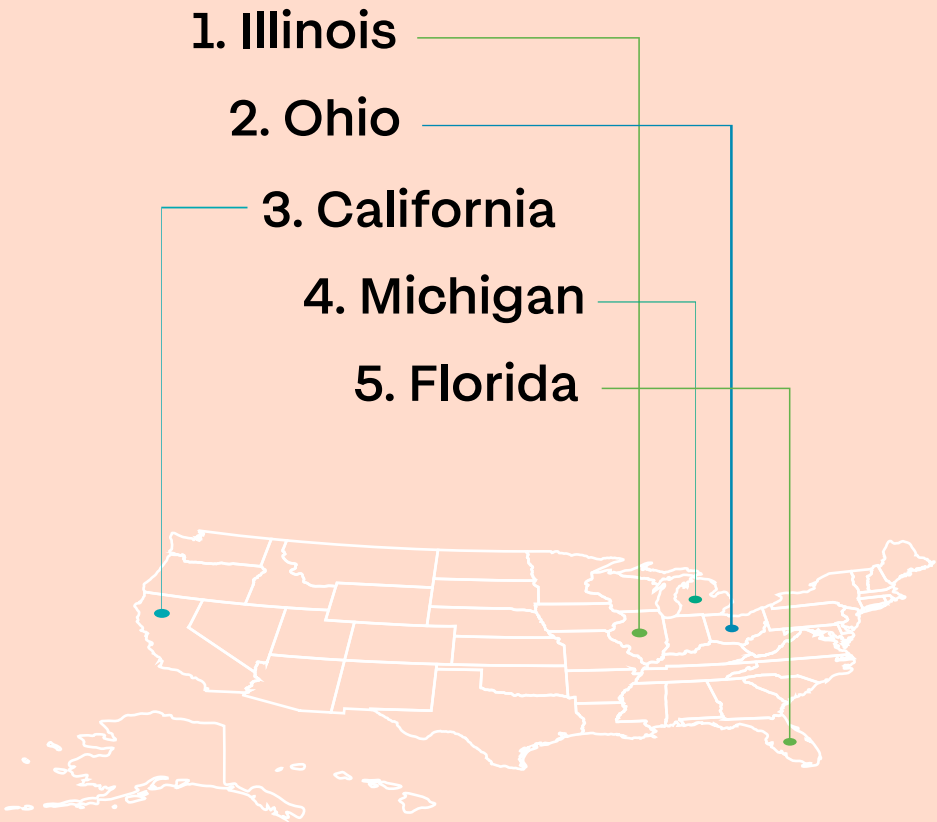 1. Illinois
2. Ohio
3. California
4. Michigan
5. Florida